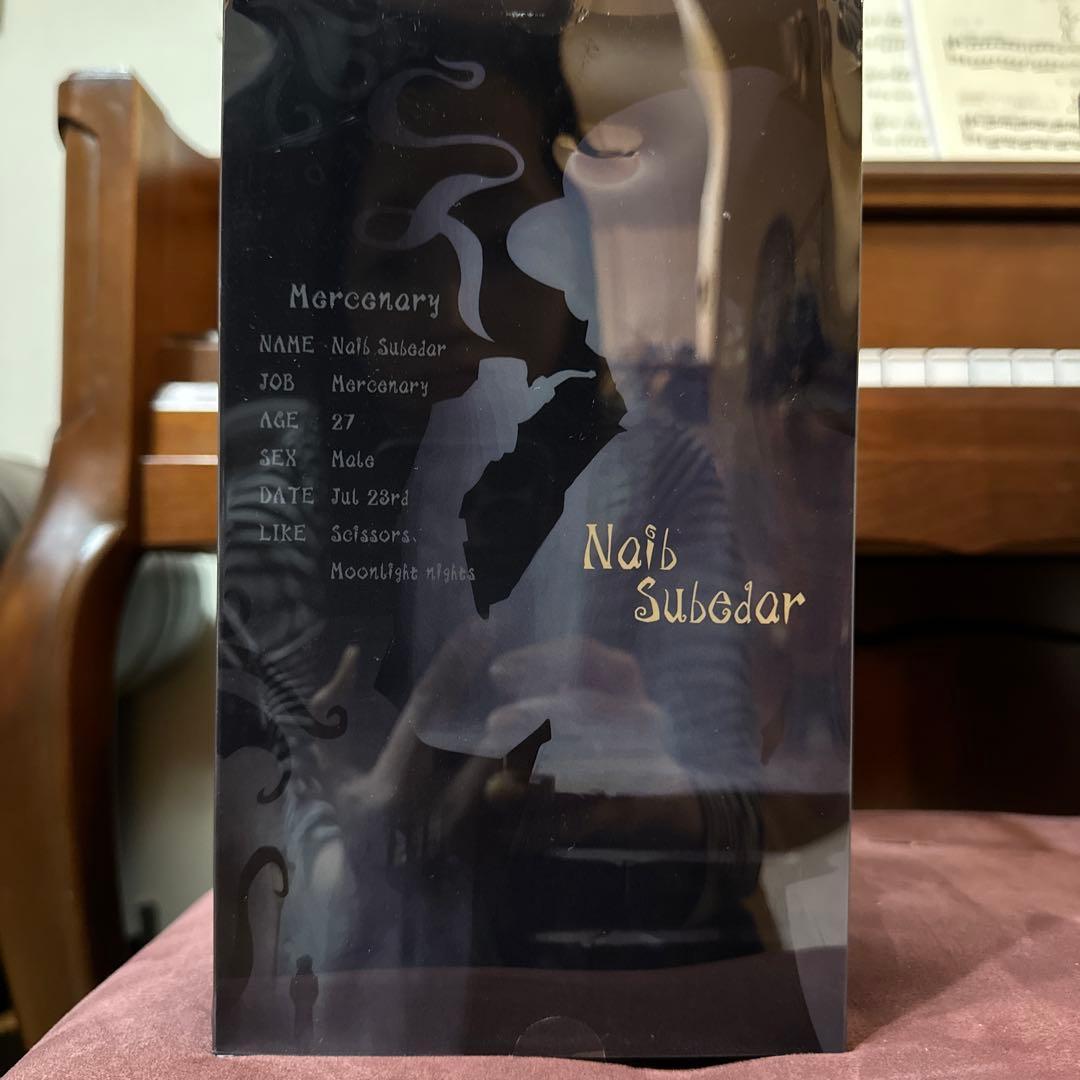 Mercenary
NAME Naib Subedar
JOB Mercenary
AGE 27
SEX Male
DATE Jul 23rd
LIKE Scissors、
Moonlight nights
Naib
Subedar